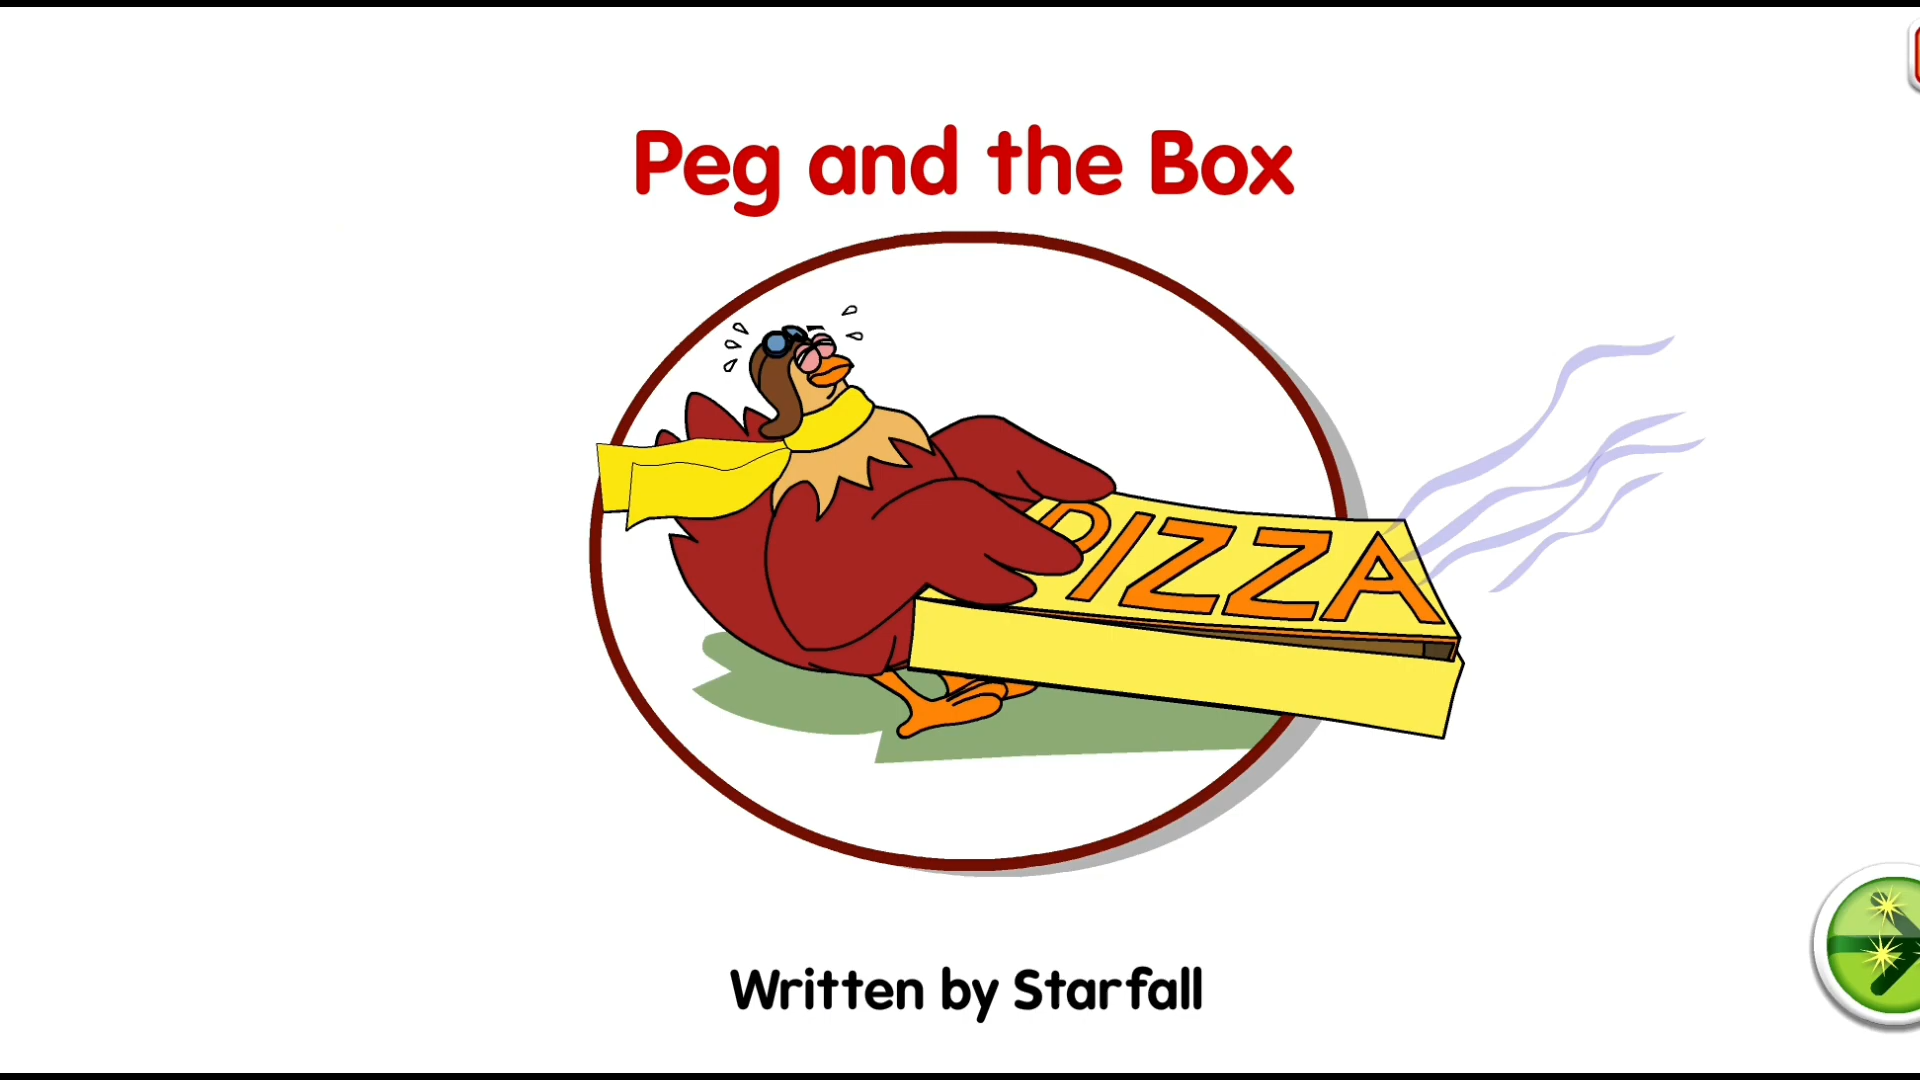 Peg and the Box
PIZZA
Written by Starfall